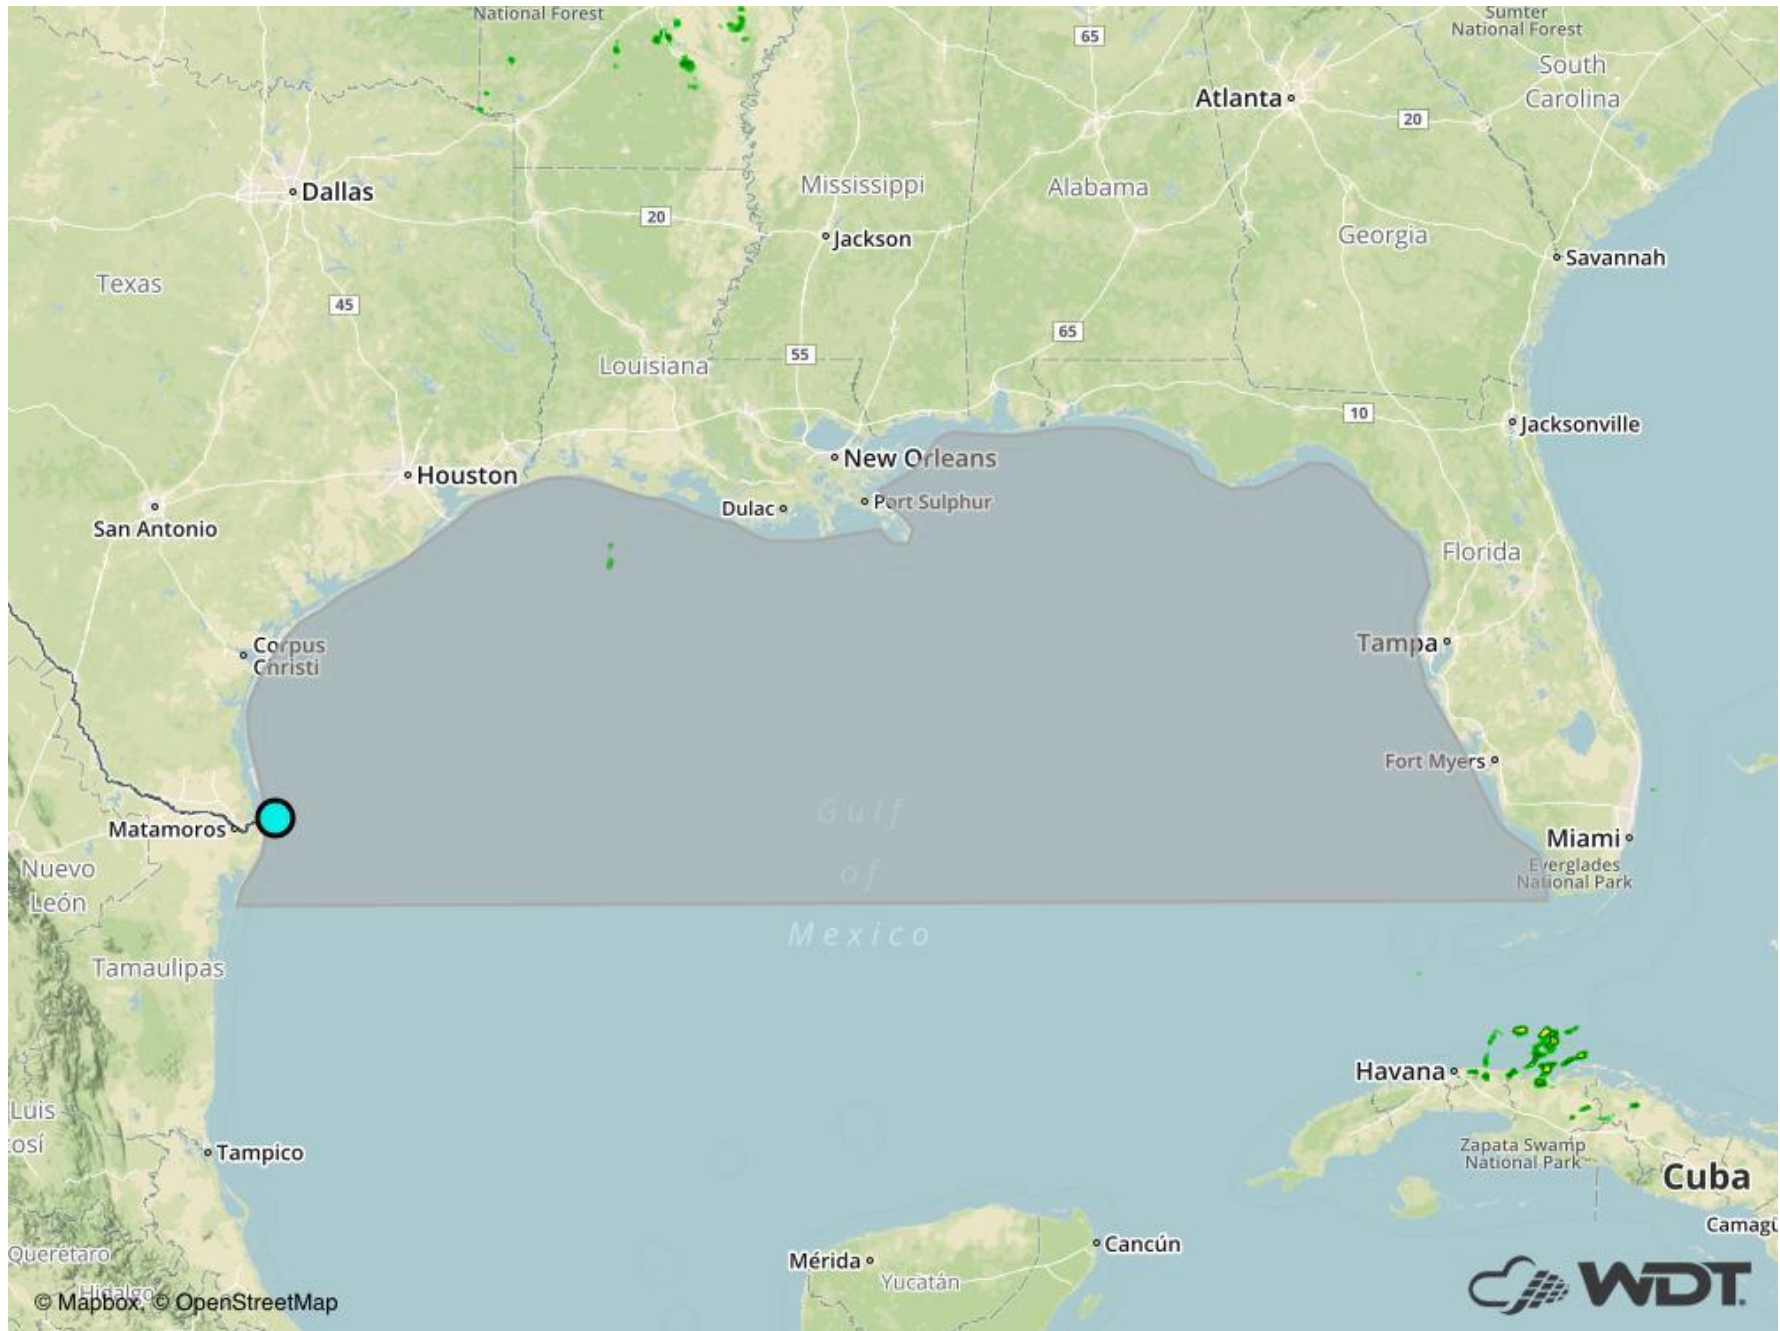 National Forest
65
Sumter
National Forest
South
Carolina
Atlanta
20
Dallas
Mississippi
Alabama
20
Jackson
Georgia
Savannah
Texas
45
65
55
Louisiana
10
Jacksonville
New Orleans
Houston
Dulac
Port Sulphur
San Antonio
Florida
Corpus
Christi
Tampa
Fort Myers
Gulf
of
Mexico
Matamoros
Miami
Everglades
National Park
Nuevo
León
Tamaulipas
Havana
Luis
osí
Tampico
Zapata Swamp
National Park
Cuba
Camagü
Querétaro
Hidalgo
Mérida
Cancún
Yucatán
WDT
© Mapbox, © OpenStreetMap